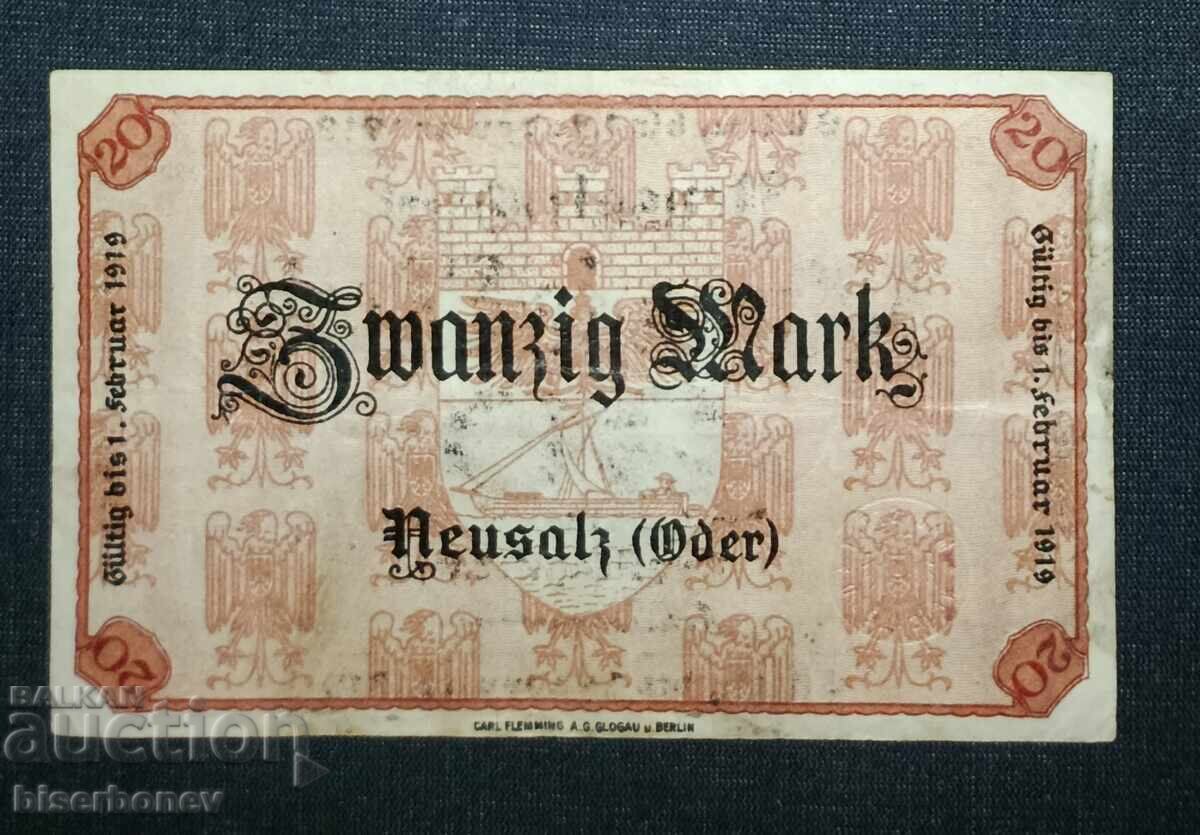 20
20
Gültig bis 1. Februar 1919
Zwanzig Mark
Neusalz (Oder)
Gültig bis 1. Februar 1919
20
20
CARL FLEMMING A.G. GLOGAU u. BERLIN
BALKAN
auction
biserbonev